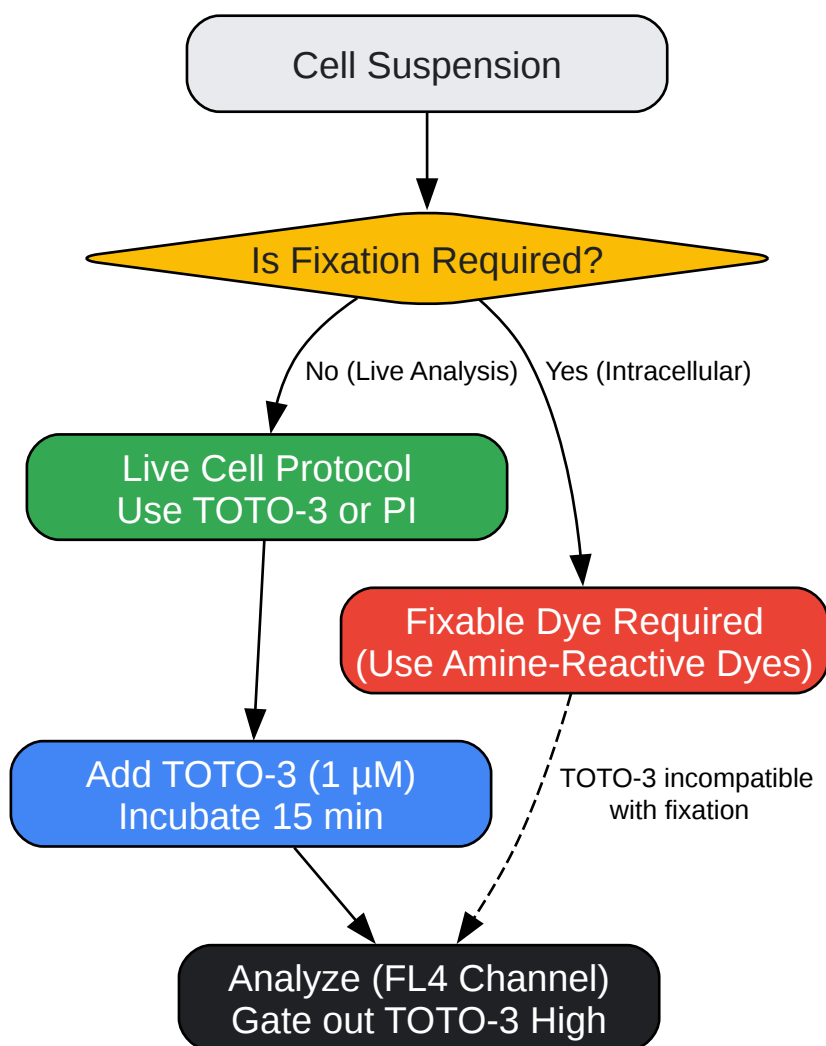 Cell Suspension
Is Fixation Required?
No (Live Analysis)
Yes (Intracellular)
Live Cell Protocol
Use TOTO-3 or PI
Fixable Dye Required
(Use Amine-Reactive Dyes)
Add TOTO-3 (1 µM)
Incubate 15 min
TOTO-3 incompatible
with fixation
Analyze (FL4 Channel)
Gate out TOTO-3 High